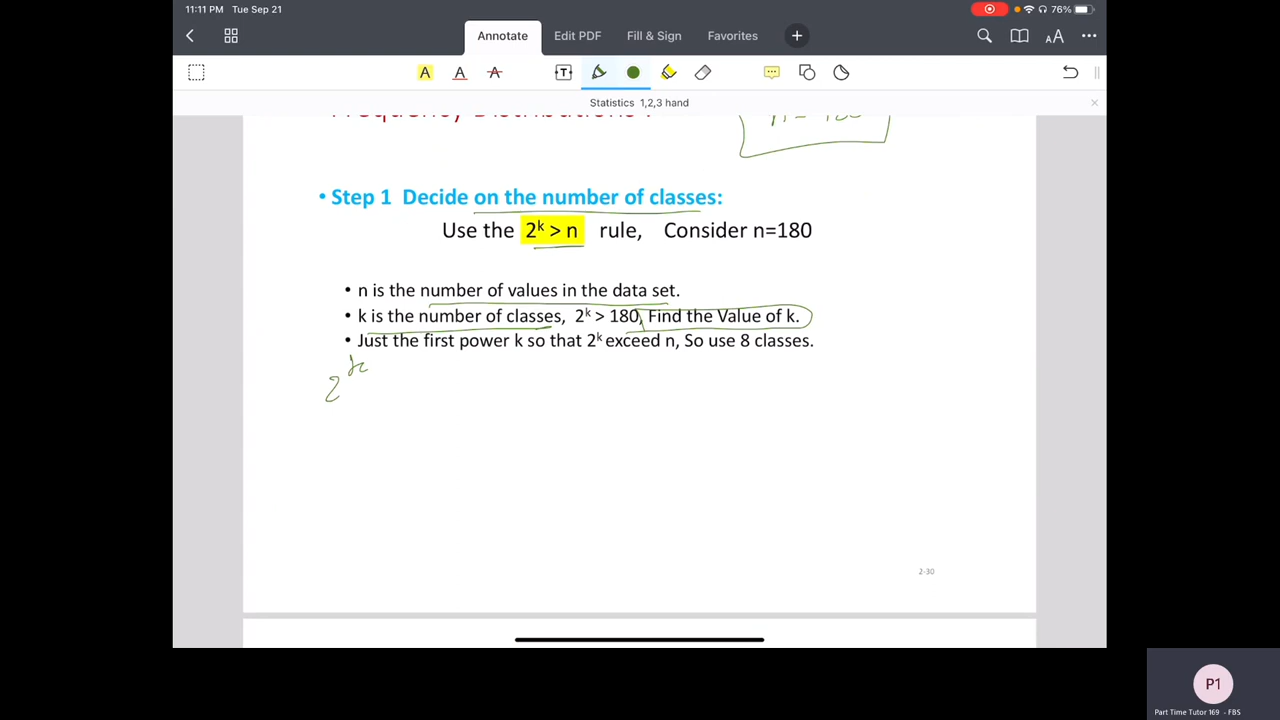 11:11 PM Tue Sep 21 76%
Annotate Edit PDF Fill & Sign Favorites
A A A T
Statistics 1,2,3 hand
Frequency Distributions :
n = 180
• Step 1 Decide on the number of classes:
Use the 2ᵏ > n rule, Consider n=180
• n is the number of values in the data set.
• k is the number of classes, 2ᵏ > 180, Find the Value of k.
• Just the first power k so that 2ᵏ exceed n, So use 8 classes.
2ᵏ
2-30
P1
Part Time Tutor 169 - FBS